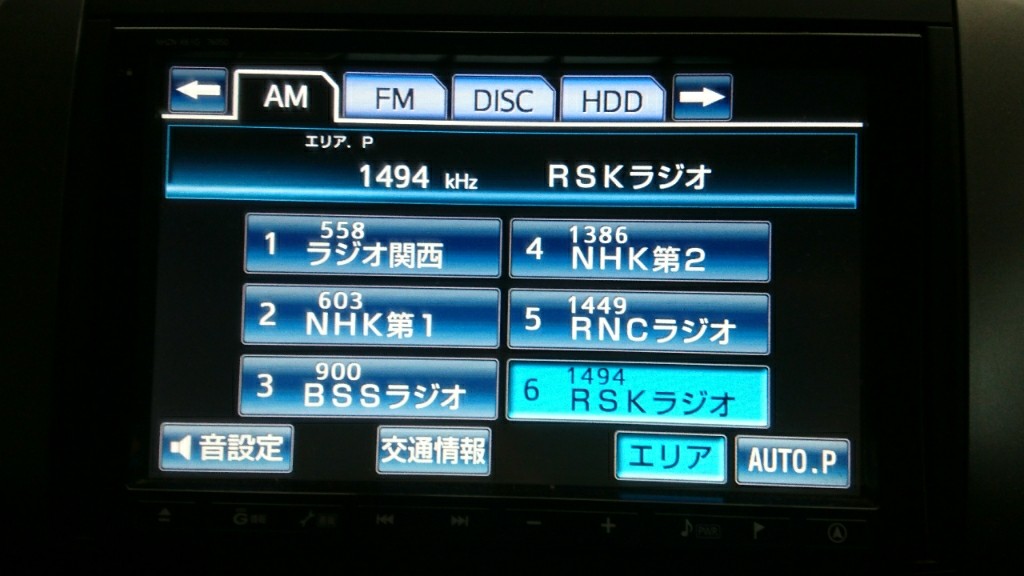 AM FM DISC HDD
エリア. P
1494 kHz RSKラジオ
1 558 ラジオ関西
2 603 NHK第1
3 900 BSSラジオ
4 1386 NHK第2
5 1449 RNCラジオ
6 1494 RSKラジオ
音設定 交通情報 エリア AUTO.P